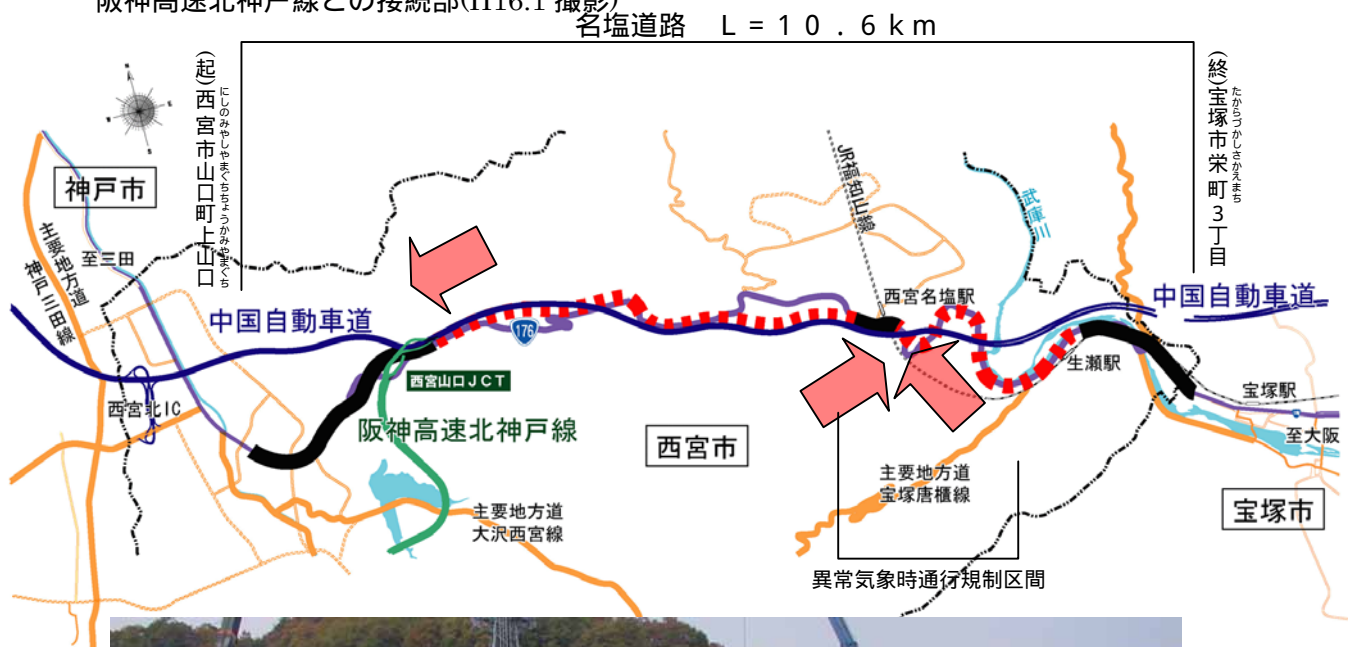 阪神高速北神戸線との接続部(H16.1 撮影)
名塩道路 L=10.6km
(起)西宮市山口町上山口
にしのみやしやまぐちちょうかみやまぐち
(終)宝塚市栄町3丁目
たからづかしさかえまち
神戸市
主要地方道
神戸三田線
至三田
中国自動車道
西宮北IC
176
西宮山口JCT
阪神高速北神戸線
主要地方道
大沢西宮線
西宮市
JR福知山線
西宮名塩駅
武庫川
中国自動車道
生瀬駅
宝塚駅
至大阪
主要地方道
宝塚唐櫃線
宝塚市
異常気象時通行規制区間